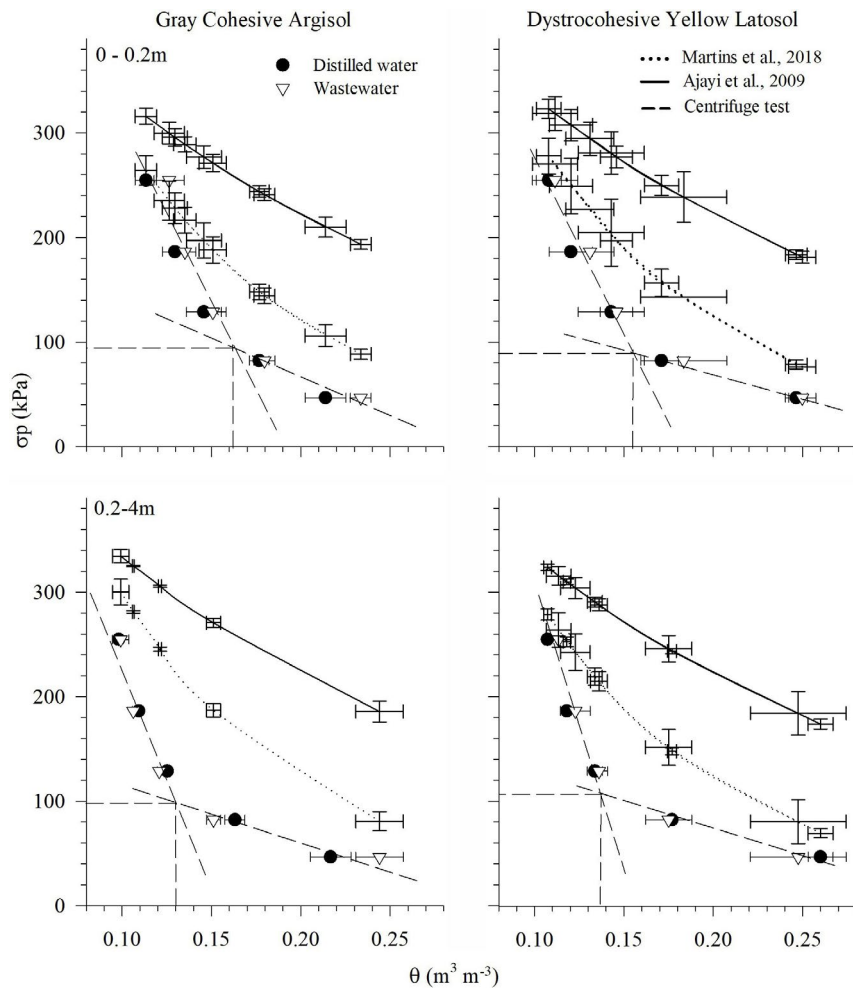 Gray Cohesive Argisol
Dystrocohesive Yellow Latosol
0 - 0.2m
Distilled water
Wastewater
Martins et al., 2018
Ajayi et al., 2009
Centrifuge test
300
200
100
0
0.2-4m
300
200
100
0
σp (kPa)
0.10 0.15 0.20 0.25
0.10 0.15 0.20 0.25
θ (m³ m⁻³)